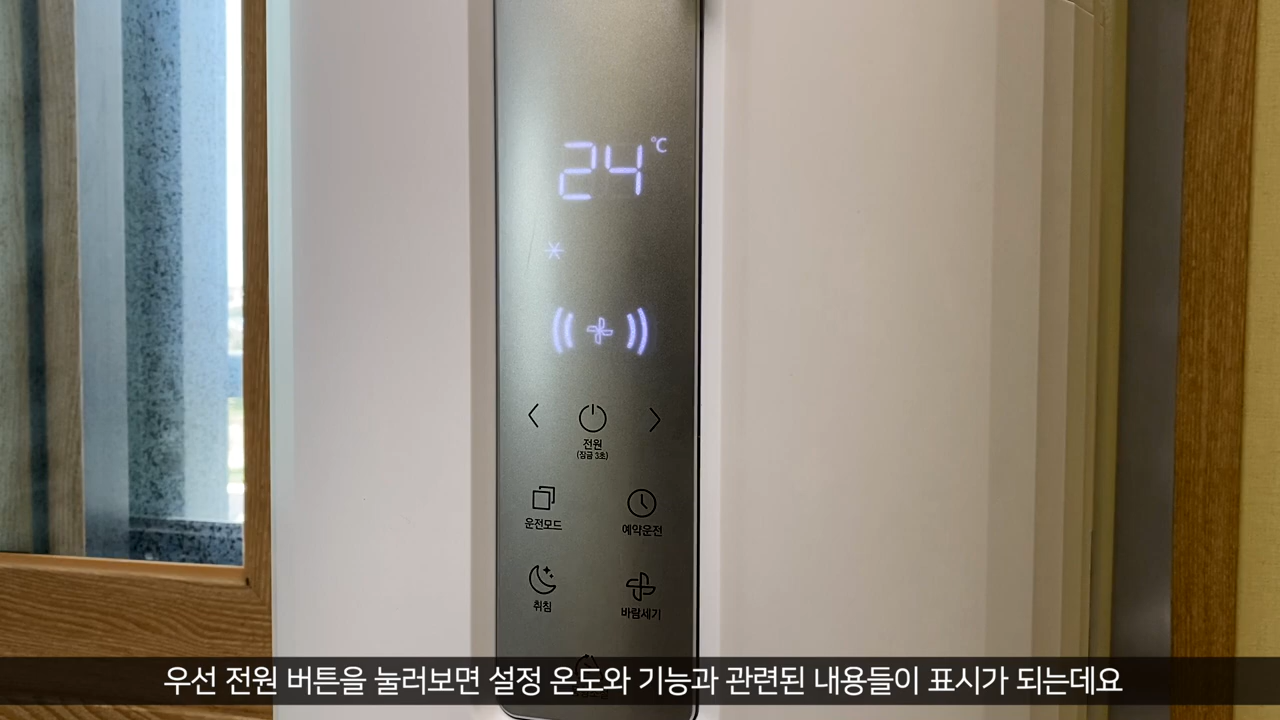 24 °C
전원
(잠금 3초)
운전모드
예약운전
취침
바람세기
우선 전원 버튼을 눌러보면 설정 온도와 기능과 관련된 내용들이 표시가 되는데요